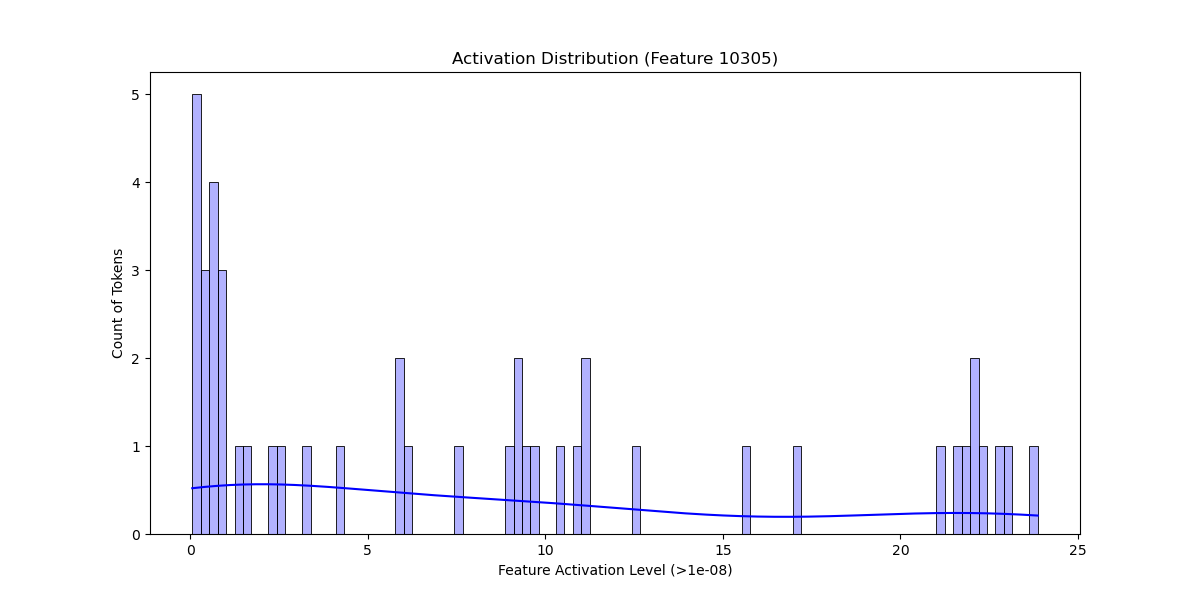 Activation Distribution (Feature 10305)
Count of Tokens
5
4
3
2
1
0
0 5 10 15 20 25
Feature Activation Level (>1e-08)